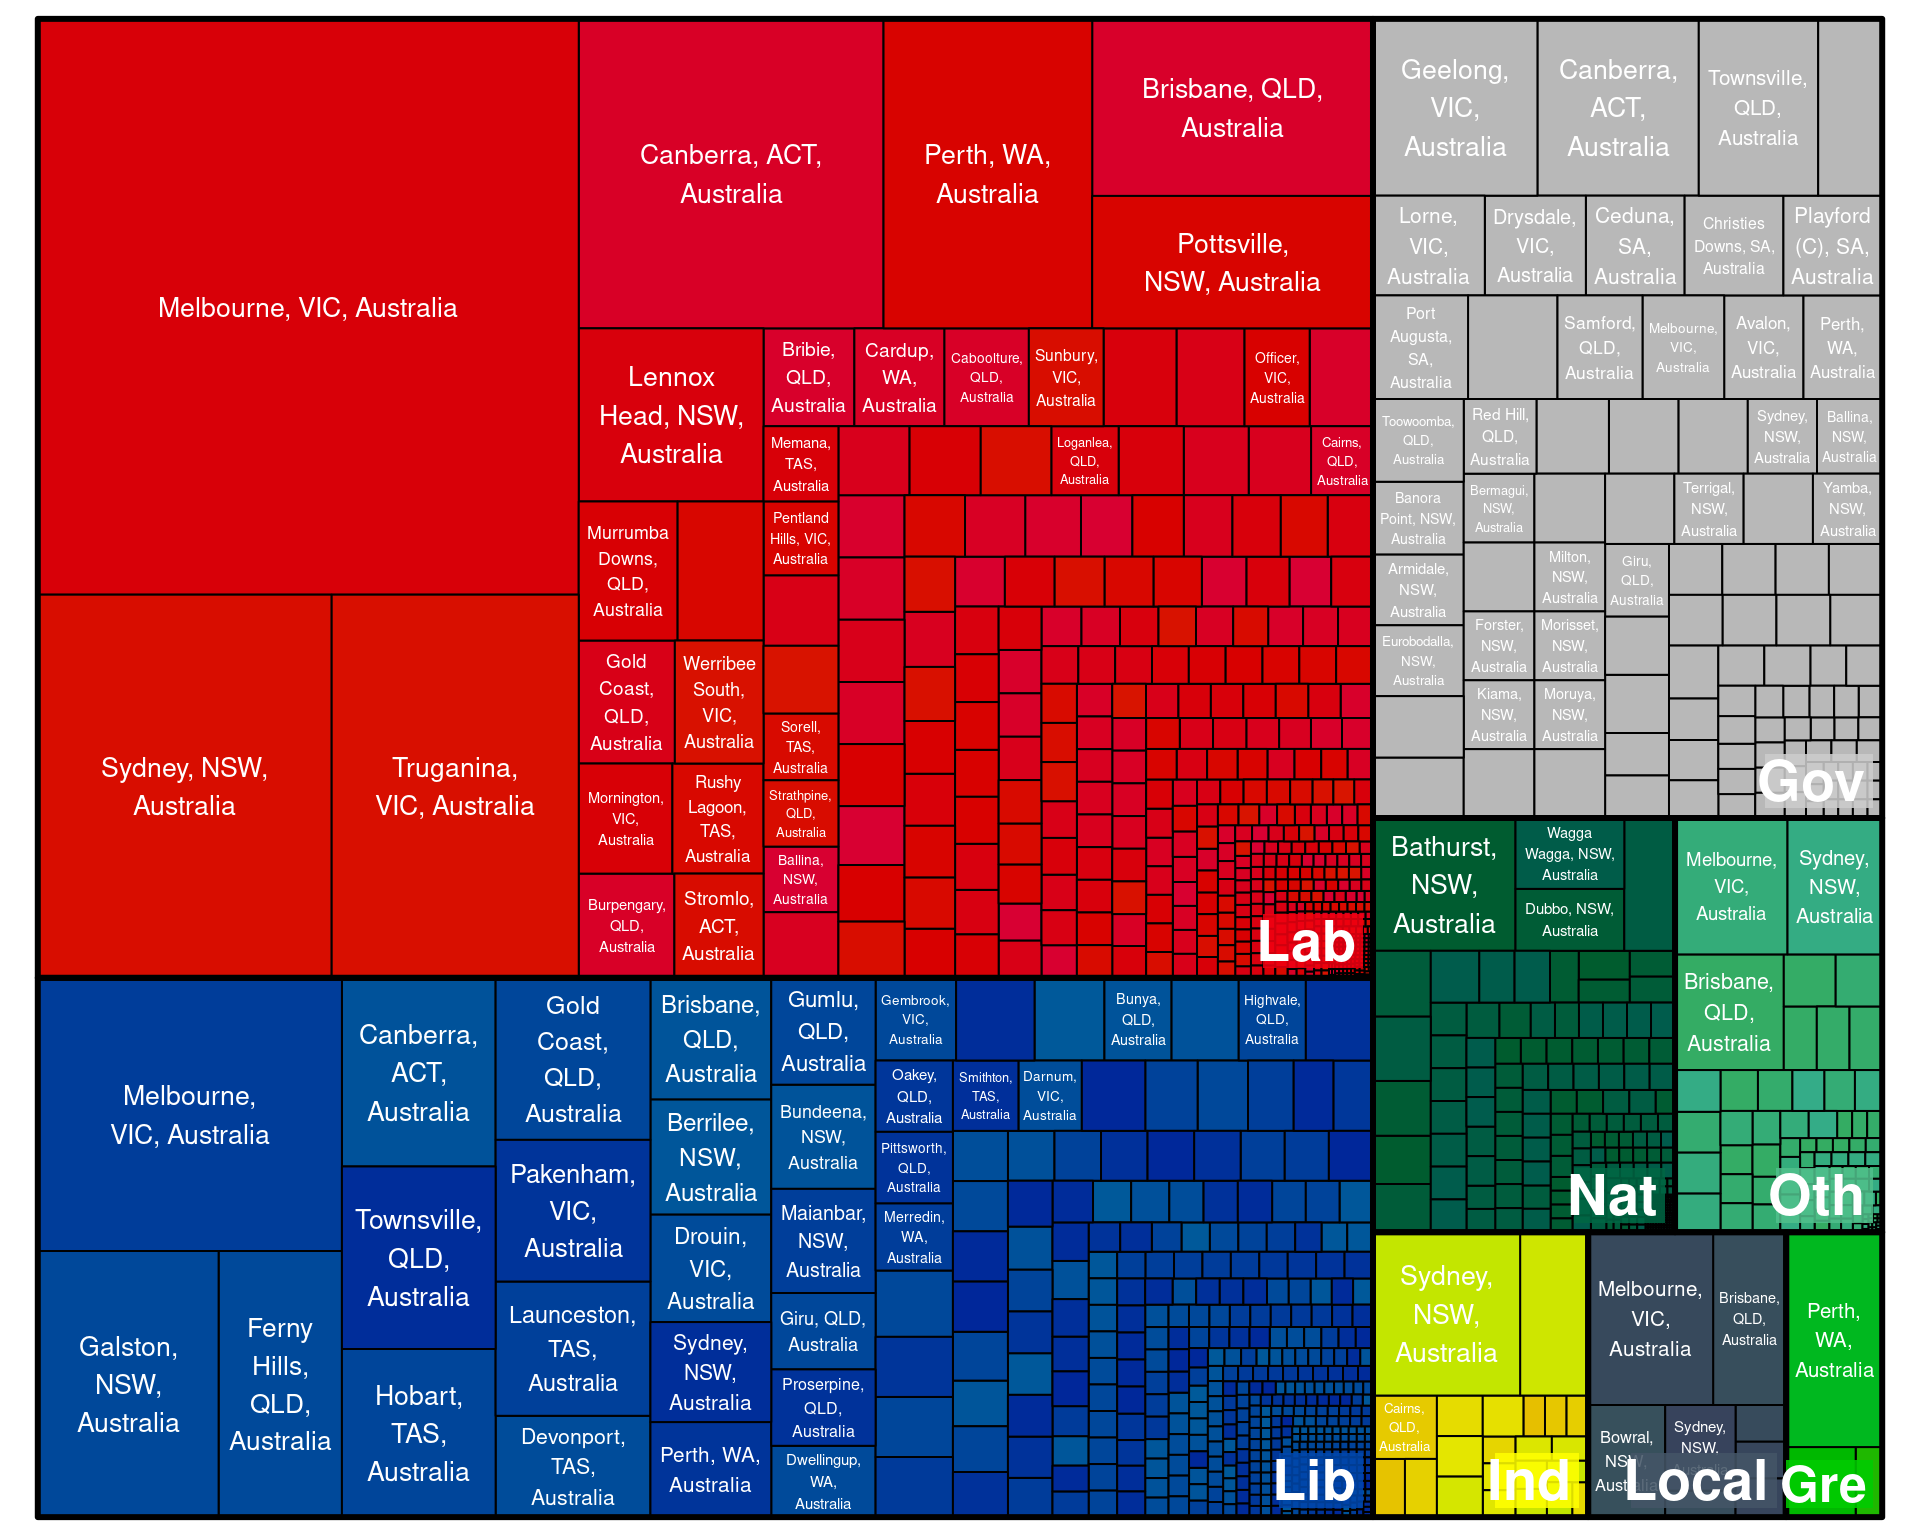 Melbourne, VIC, Australia
Sydney, NSW,
Australia
Truganina,
VIC, Australia
Canberra, ACT,
Australia
Perth, WA,
Australia
Brisbane, QLD,
Australia
Pottsville,
NSW, Australia
Lennox
Head, NSW,
Australia
Murrumba
Downs,
QLD,
Australia
Gold
Coast,
QLD,
Australia
Werribee
South,
VIC,
Australia
Mornington,
VIC,
Australia
Rushy
Lagoon,
TAS,
Australia
Burpengary,
QLD,
Australia
Stromlo,
ACT,
Australia
Bribie,
QLD,
Australia
Cardup,
WA,
Australia
Caboolture,
QLD,
Australia
Sunbury,
VIC,
Australia
Officer,
VIC,
Australia
Memana,
TAS,
Australia
Loganlea,
QLD,
Australia
Cairns,
QLD,
Australia
Pentland
Hills, VIC,
Australia
Sorell,
TAS,
Australia
Strathpine,
QLD,
Australia
Ballina,
NSW,
Australia
Lab
Geelong,
VIC,
Australia
Canberra,
ACT,
Australia
Townsville,
QLD,
Australia
Lorne,
VIC,
Australia
Drysdale,
VIC,
Australia
Ceduna,
SA,
Australia
Christies
Downs, SA,
Australia
Playford
(C), SA,
Australia
Port
Augusta,
SA,
Australia
Samford,
QLD,
Australia
Melbourne,
VIC,
Australia
Avalon,
VIC,
Australia
Perth,
WA,
Australia
Toowoomba,
QLD,
Australia
Red Hill,
QLD,
Australia
Sydney,
NSW,
Australia
Ballina,
NSW,
Australia
Banora
Point, NSW,
Australia
Bermagui,
NSW,
Australia
Terrigal,
NSW,
Australia
Yamba,
NSW,
Australia
Armidale,
NSW,
Australia
Milton,
NSW,
Australia
Giru,
QLD,
Australia
Eurobodalla,
NSW,
Australia
Forster,
NSW,
Australia
Morisset,
NSW,
Australia
Kiama,
NSW,
Australia
Moruya,
NSW,
Australia
Gov
Melbourne,
VIC, Australia
Galston,
NSW,
Australia
Ferny
Hills,
QLD,
Australia
Canberra,
ACT,
Australia
Townsville,
QLD,
Australia
Hobart,
TAS,
Australia
Gold
Coast,
QLD,
Australia
Pakenham,
VIC,
Australia
Launceston,
TAS,
Australia
Devonport,
TAS,
Australia
Brisbane,
QLD,
Australia
Berrilee,
NSW,
Australia
Drouin,
VIC,
Australia
Sydney,
NSW,
Australia
Perth, WA,
Australia
Gumlu,
QLD,
Australia
Bundeena,
NSW,
Australia
Maianbar,
NSW,
Australia
Giru, QLD,
Australia
Proserpine,
QLD,
Australia
Dwellingup,
WA,
Australia
Gembrook,
VIC,
Australia
Bunya,
QLD,
Australia
Highvale,
QLD,
Australia
Oakey,
QLD,
Australia
Smithton,
TAS,
Australia
Darnum,
VIC,
Australia
Pittsworth,
QLD,
Australia
Merredin,
WA,
Australia
Lib
Bathurst,
NSW,
Australia
Wagga
Wagga, NSW,
Australia
Dubbo, NSW,
Australia
Nat
Melbourne,
VIC,
Australia
Sydney,
NSW,
Australia
Brisbane,
QLD,
Australia
Oth
Sydney,
NSW,
Australia
Cairns,
QLD,
Australia
Ind
Melbourne,
VIC,
Australia
Brisbane,
QLD,
Australia
Bowral,
NSW,
Australia
Sydney,
NSW,
Australia
Local
Perth,
WA,
Australia
Gre